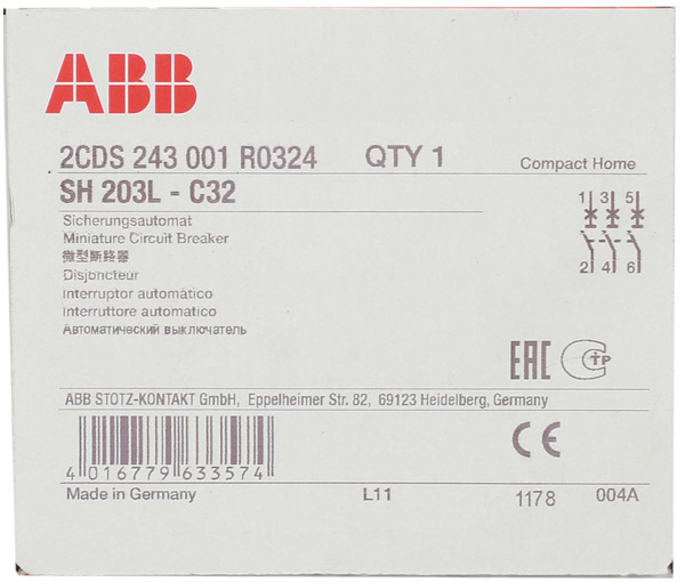 ABB
2CDS 243 001 R0324 QTY 1 Compact Home
SH 203L - C32
1 3 5
Sicherungsautomat
Miniature Circuit Breaker
微型断路器
2 4 6
Disjoncteur
Interruptor automático
Interruttore automatico
Автоматический выключатель
EAC CTP
ABB STOTZ-KONTAKT GmbH, Eppelheimer Str. 82, 69123 Heidelberg, Germany
CE
4 016779 633574
Made in Germany L11 1178 004A